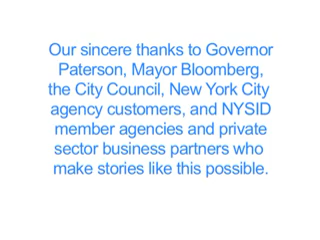 Our sincere thanks to Governor
Paterson, Mayor Bloomberg,
the City Council, New York City
agency customers, and NYSID
member agencies and private
sector business partners who
make stories like this possible.